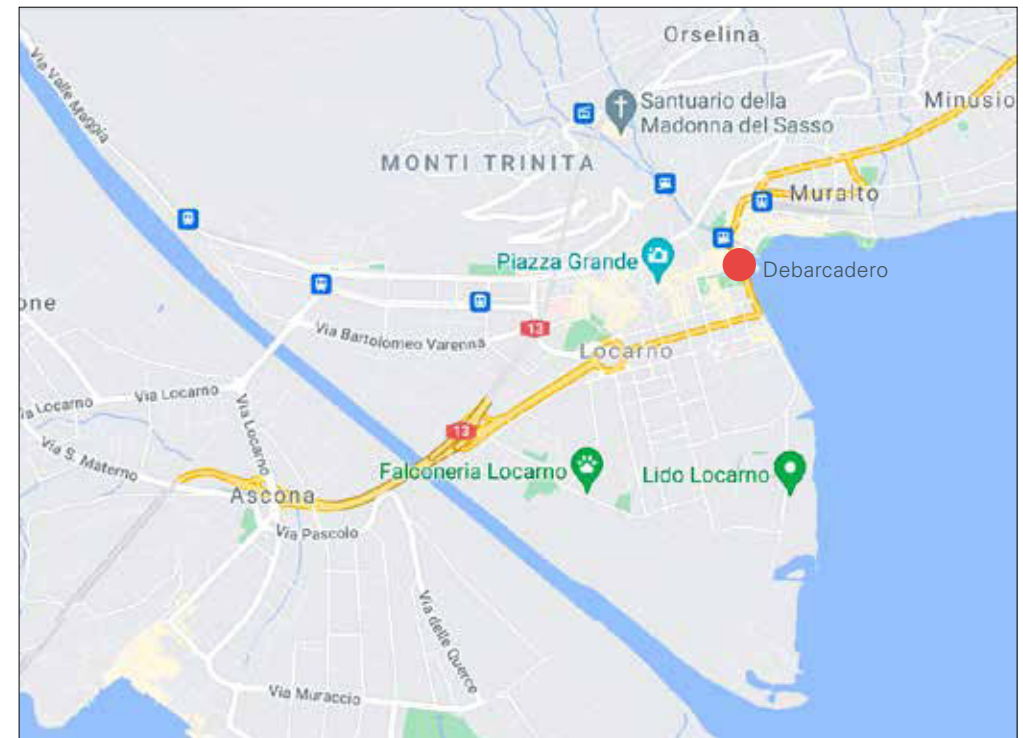 Orselina
Via Valle Maggia
Santuario della
Madonna del Sasso
Minusio
MONTI TRINITA
Muralto
Piazza Grande
Debarcadero
one
13
Via Bartolomeo Varenna
Locarno
Via Locarno
ia Locarno
Via Locarno
13
Via S. Materno
Falconeria Locarno
Lido Locarno
Ascona
Via Pascolo
Via delle Querce
Via Muraccio